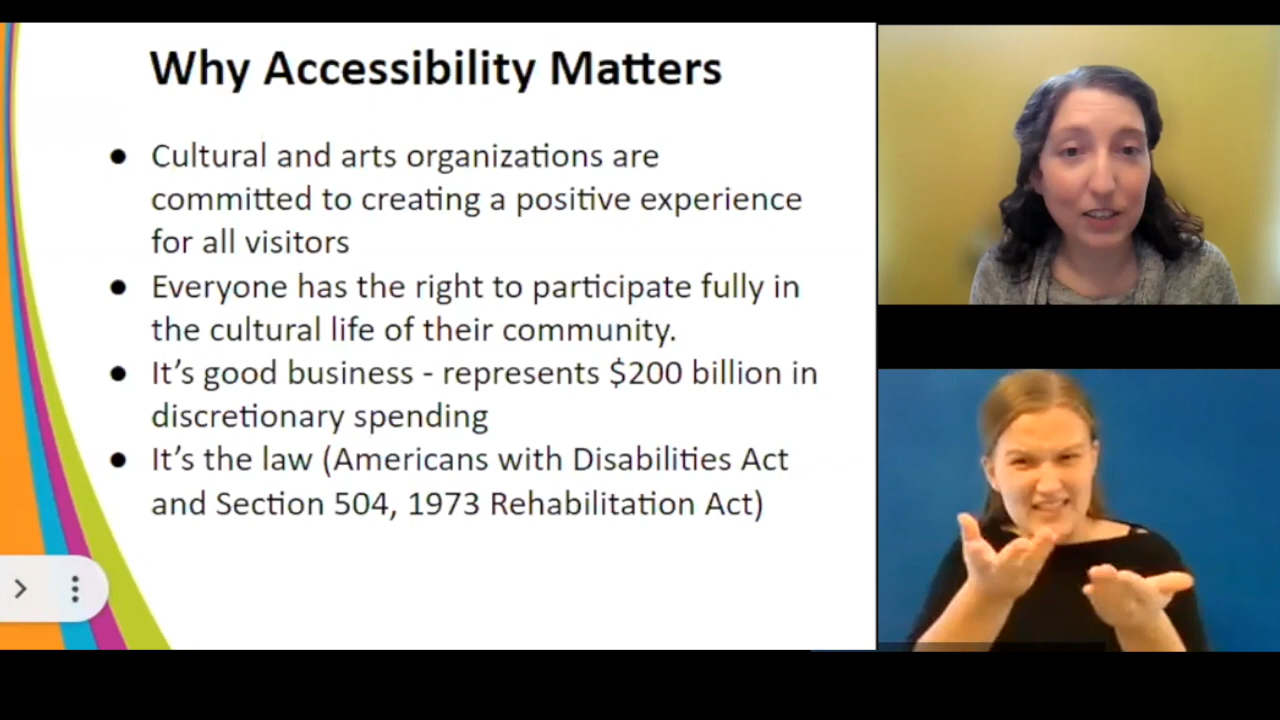 Why Accessibility Matters
● Cultural and arts organizations are
committed to creating a positive experience
for all visitors
● Everyone has the right to participate fully in
the cultural life of their community.
● It’s good business - represents $200 billion in
discretionary spending
● It’s the law (Americans with Disabilities Act
and Section 504, 1973 Rehabilitation Act)